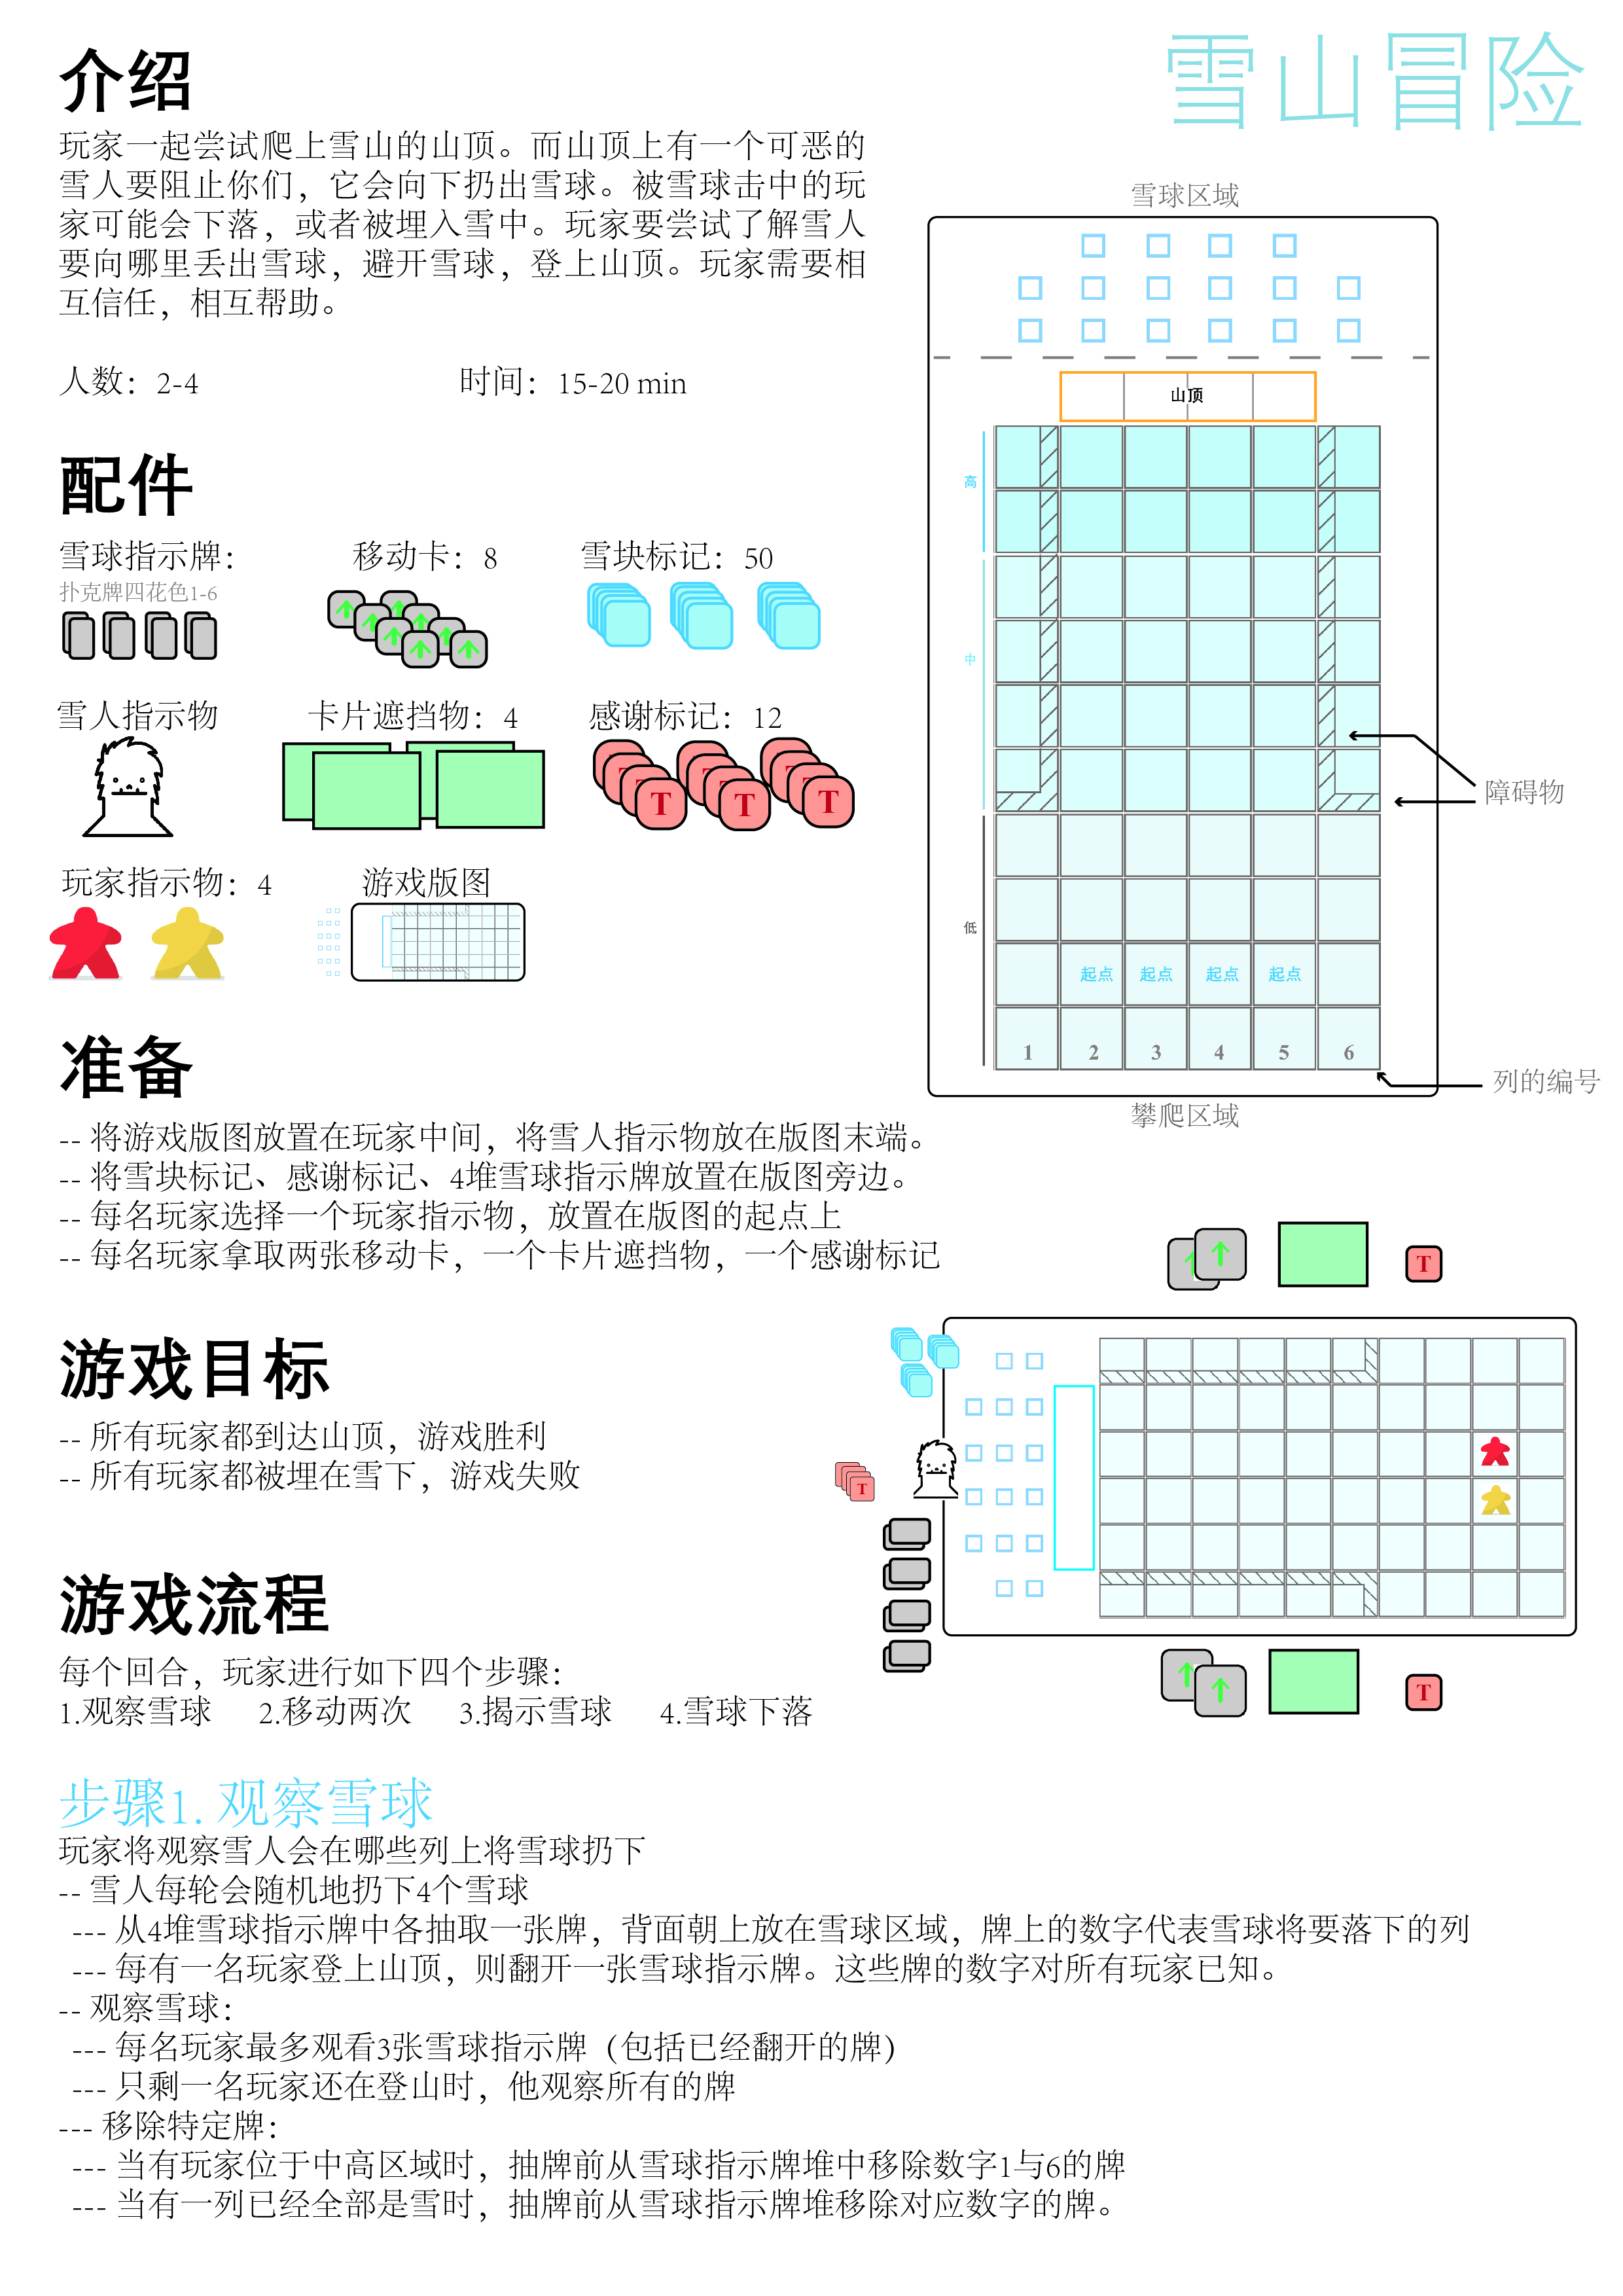 雪山冒险
介绍
玩家一起尝试爬上雪山的山顶。而山顶上有一个可恶的
雪人要阻止你们，它会向下扔出雪球。被雪球击中的玩
家可能会下落，或者被埋入雪中。玩家要尝试了解雪人
要向哪里丢出雪球，避开雪球，登上山顶。玩家需要相
互信任，相互帮助。
人数：2-4 时间：15-20 min
配件
雪球指示牌： 移动卡：8 雪块标记：50
扑克牌四花色1-6
雪人指示物 卡片遮挡物：4 感谢标记：12
T T T
玩家指示物：4 游戏版图
雪球区域
山顶
高
中
障碍物
低
起点 起点 起点 起点
1 2 3 4 5 6
列的编号
攀爬区域
准备
-- 将游戏版图放置在玩家中间，将雪人指示物放在版图末端。
-- 将雪块标记、感谢标记、4堆雪球指示牌放置在版图旁边。
-- 每名玩家选择一个玩家指示物，放置在版图的起点上
-- 每名玩家拿取两张移动卡，一个卡片遮挡物，一个感谢标记
T
T
T
游戏目标
-- 所有玩家都到达山顶，游戏胜利
-- 所有玩家都被埋在雪下，游戏失败
游戏流程
每个回合，玩家进行如下四个步骤：
1.观察雪球 2.移动两次 3.揭示雪球 4.雪球下落
步骤1. 观察雪球
玩家将观察雪人会在哪些列上将雪球扔下
-- 雪人每轮会随机地扔下4个雪球
--- 从4堆雪球指示牌中各抽取一张牌，背面朝上放在雪球区域，牌上的数字代表雪球将要落下的列
--- 每有一名玩家登上山顶，则翻开一张雪球指示牌。这些牌的数字对所有玩家已知。
-- 观察雪球：
--- 每名玩家最多观看3张雪球指示牌（包括已经翻开的牌）
--- 只剩一名玩家还在登山时，他观察所有的牌
--- 移除特定牌：
--- 当有玩家位于中高区域时，抽牌前从雪球指示牌堆中移除数字1与6的牌
--- 当有一列已经全部是雪时，抽牌前从雪球指示牌堆移除对应数字的牌。